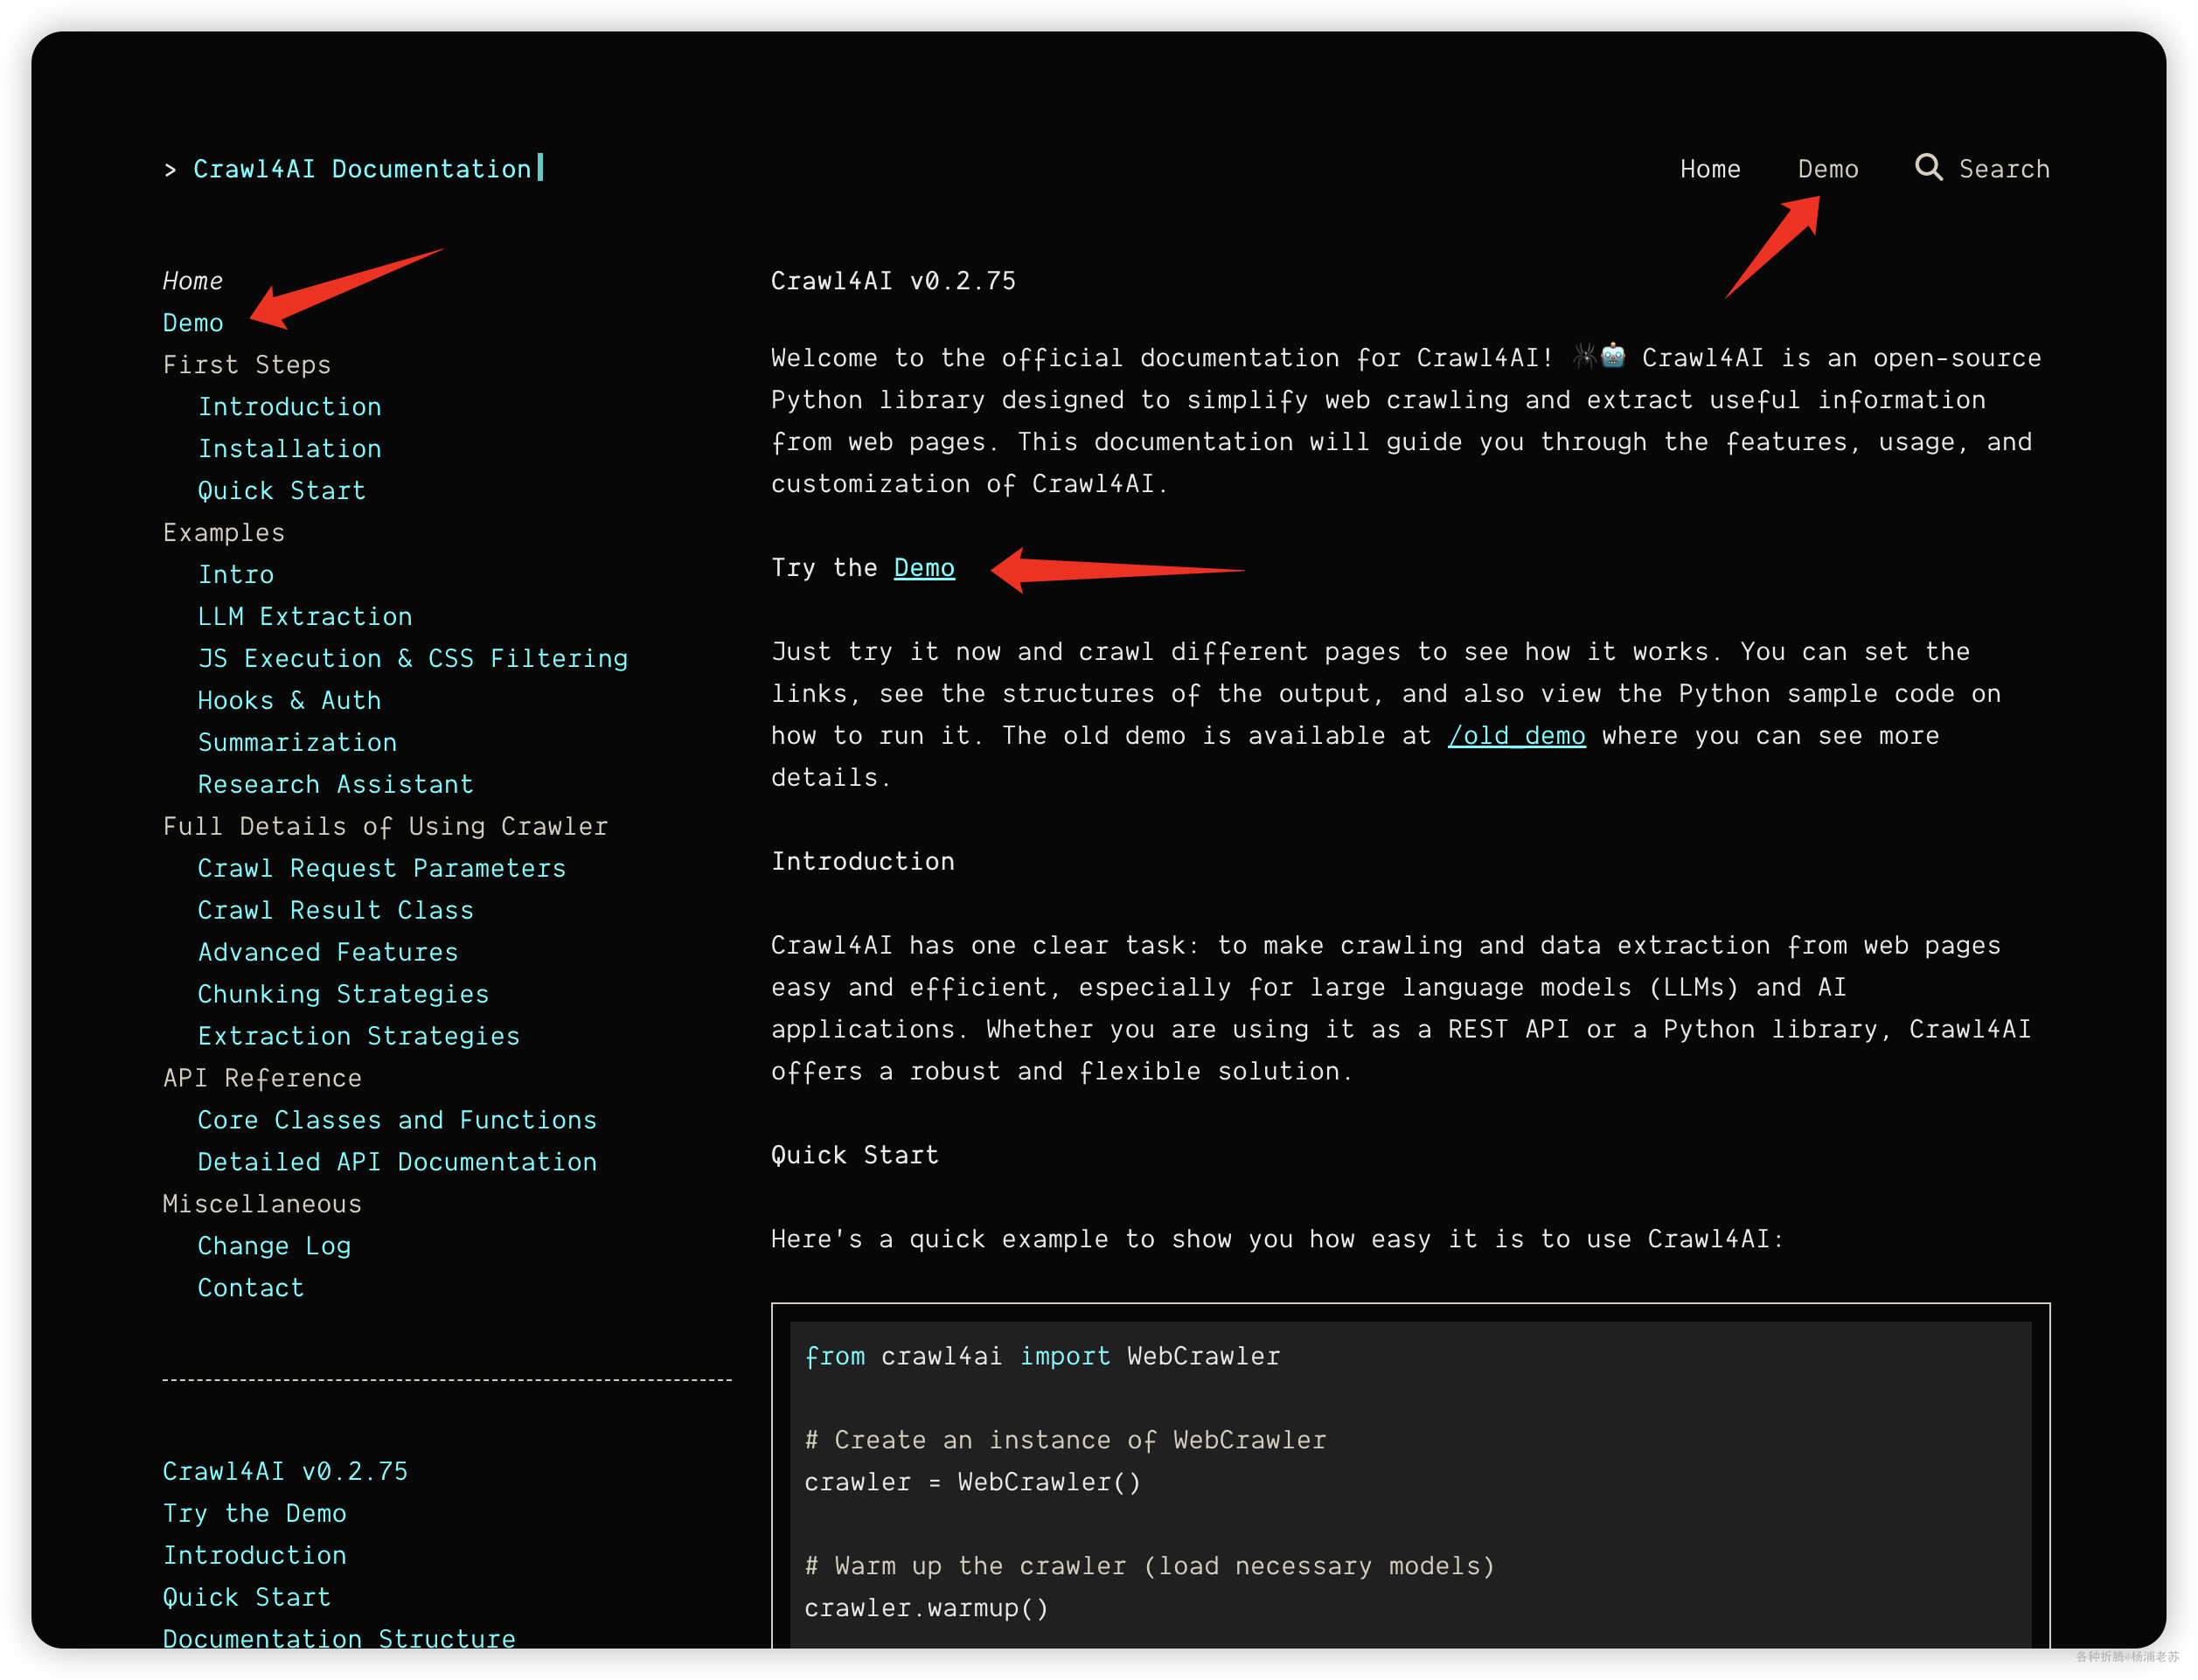 > Crawl4AI Documentation
Home Demo Search
Home
Demo
First Steps
Introduction
Installation
Quick Start
Examples
Intro
LLM Extraction
JS Execution & CSS Filtering
Hooks & Auth
Summarization
Research Assistant
Full Details of Using Crawler
Crawl Request Parameters
Crawl Result Class
Advanced Features
Chunking Strategies
Extraction Strategies
API Reference
Core Classes and Functions
Detailed API Documentation
Miscellaneous
Change Log
Contact
Crawl4AI v0.2.75
Try the Demo
Introduction
Quick Start
Documentation Structure
Crawl4AI v0.2.75
Welcome to the official documentation for Crawl4AI! 🕷️🤖 Crawl4AI is an open-source
Python library designed to simplify web crawling and extract useful information
from web pages. This documentation will guide you through the features, usage, and
customization of Crawl4AI.
Try the Demo
Just try it now and crawl different pages to see how it works. You can set the
links, see the structures of the output, and also view the Python sample code on
how to run it. The old demo is available at /old_demo where you can see more
details.
Introduction
Crawl4AI has one clear task: to make crawling and data extraction from web pages
easy and efficient, especially for large language models (LLMs) and AI
applications. Whether you are using it as a REST API or a Python library, Crawl4AI
offers a robust and flexible solution.
Quick Start
Here's a quick example to show you how easy it is to use Crawl4AI:
from crawl4ai import WebCrawler
# Create an instance of WebCrawler
crawler = WebCrawler()
# Warm up the crawler (load necessary models)
crawler.warmup()
各种折腾@杨浦老苏